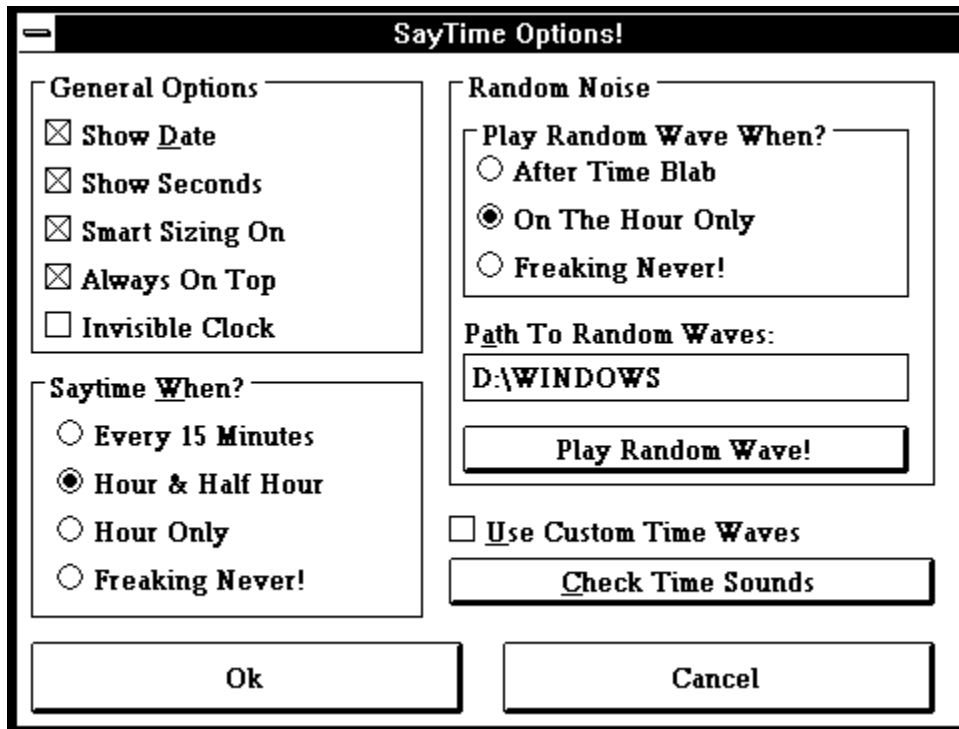 SayTime Options!
General Options
Show Date
Show Seconds
Smart Sizing On
Always On Top
Invisible Clock
Saytime When?
Every 15 Minutes
Hour & Half Hour
Hour Only
Freaking Never!
Random Noise
Play Random Wave When?
After Time Blab
On The Hour Only
Freaking Never!
Path To Random Waves:
D:\WINDOWS
Play Random Wave!
Use Custom Time Waves
Check Time Sounds
Ok
Cancel